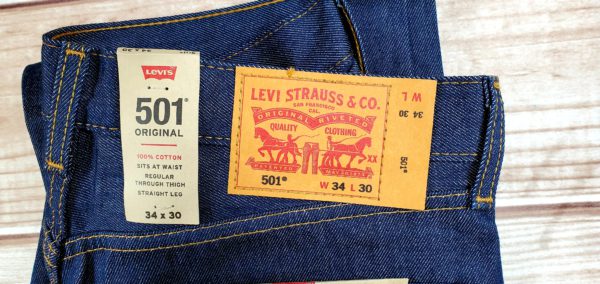 LEVI'S
501®
ORIGINAL
100% COTTON
SITS AT WAIST
REGULAR
THROUGH THIGH
STRAIGHT LEG
34 x 30
LEVI STRAUSS & CO.
SAN FRANCISCO
CAL.
ORIGINAL RIVETED
QUALITY CLOTHING
XX
501®
W 34 L 30
W L
34 30
501®